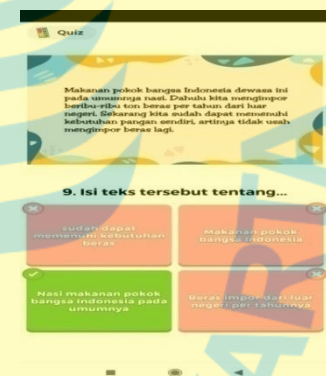 Quiz
Makanan pokok bangsa Indonesia dewasa ini
pada umumnya nasi. Dahulu kita mengimpor
beribu-ribu ton beras per tahun dari luar
negeri. Sekarang kita sudah dapat memenuhi
kebutuhan pangan sendiri, artinya tidak usah
mengimpor beras lagi.
9. Isi teks tersebut tentang...
sudah dapat
memenuhi kebutuhan
beras
Makanan pokok
bangsa Indonesia
Nasi makanan pokok
bangsa Indonesia pada
umumnya
Beras impor dari luar
negeri per tahunnya